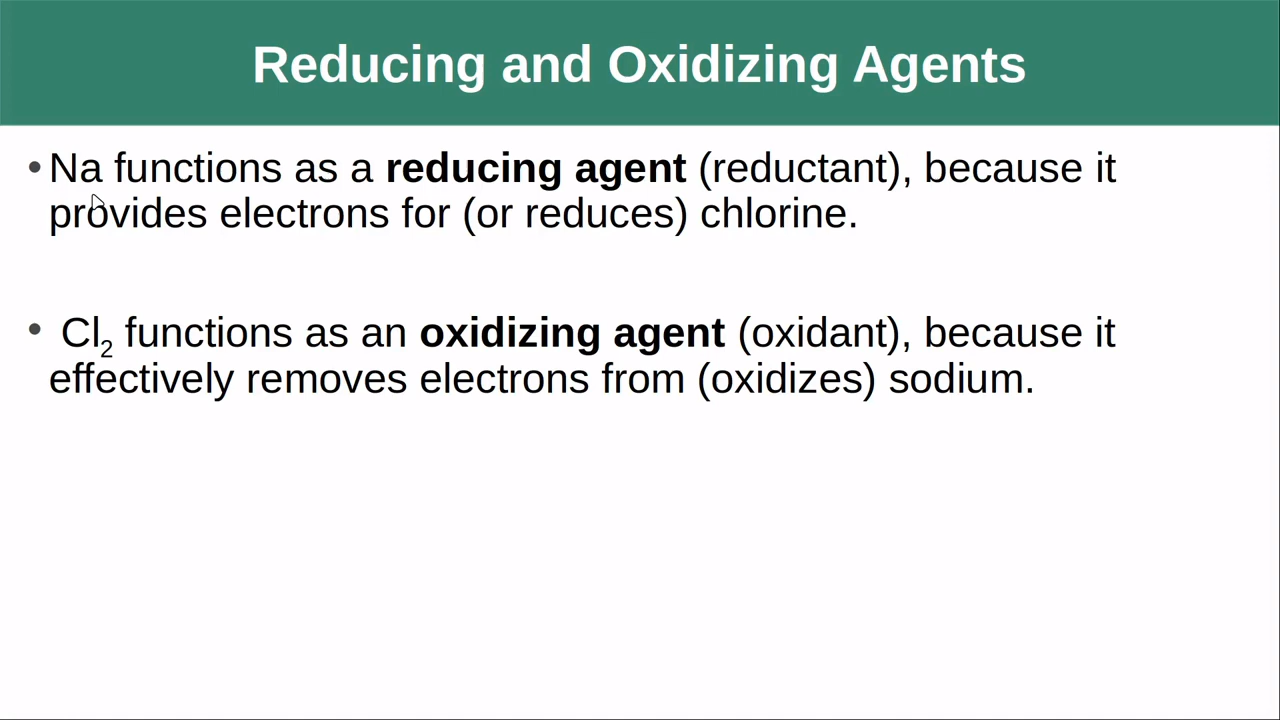 Reducing and Oxidizing Agents
• Na functions as a reducing agent (reductant), because it
provides electrons for (or reduces) chlorine.
• Cl₂ functions as an oxidizing agent (oxidant), because it
effectively removes electrons from (oxidizes) sodium.